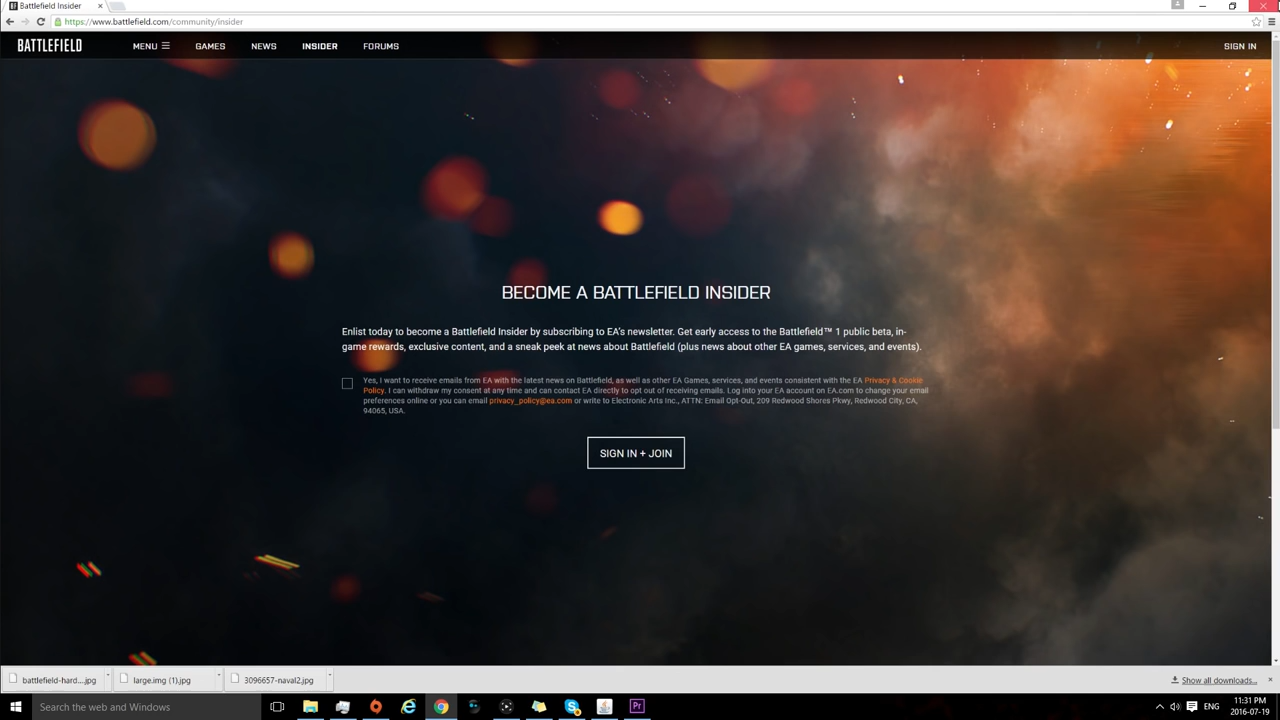 Battlefield Insider
https://www.battlefield.com/community/insider
BATTLEFIELD MENU GAMES NEWS INSIDER FORUMS SIGN IN
BECOME A BATTLEFIELD INSIDER
Enlist today to become a Battlefield Insider by subscribing to EA's newsletter. Get early access to the Battlefield™ 1 public beta, in-
game rewards, exclusive content, and a sneak peek at news about Battlefield (plus news about other EA games, services, and events).
Yes, I want to receive emails from EA with the latest news on Battlefield, as well as other EA Games, services, and events consistent with the EA Privacy & Cookie
Policy. I can withdraw my consent at any time and can contact EA directly to opt out of receiving emails. Log into your EA account on EA.com to change your email
preferences online or you can email privacy_policy@ea.com or write to Electronic Arts Inc., ATTN: Email Opt-Out, 209 Redwood Shores Pkwy, Redwood City, CA,
94065, USA.
SIGN IN + JOIN
battlefield-hard....jpg large.img (1).jpg 3096657-naval2.jpg Show all downloads...
Search the web and Windows Pr ENG 11:31 PM
2016-07-19